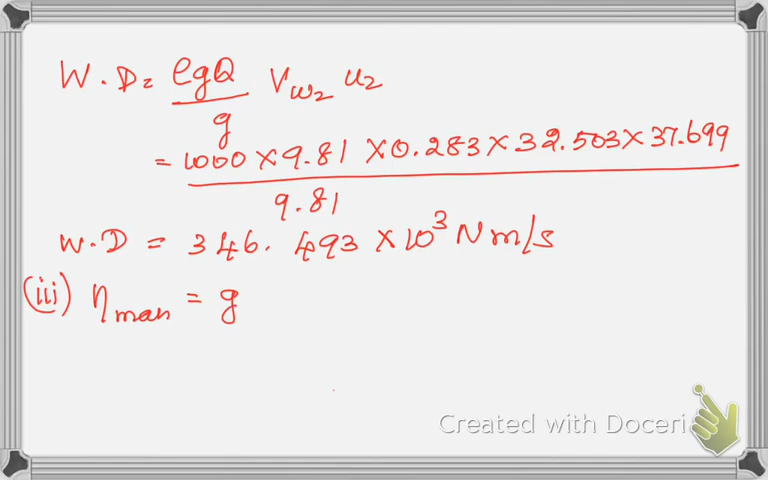 W.D = ρgQ/g Vw₂ u₂
= 1000 × 9.81 × 0.283 × 32.503 × 37.699 / 9.81
W.D = 346.493 × 10³ Nm/s
(iii) ηman = g
Created with Doceri